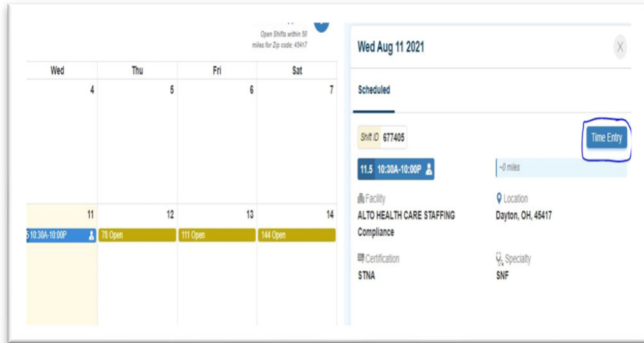 Open Shifts within 50
miles for Zip code: 45417
Wed Thu Fri Sat
4 5 6 7
11 12 13 14
10:30A-10:00P 78 Open 111 Open 144 Open
Wed Aug 11 2021
Scheduled
Shift ID 677405 Time Entry
11.5 10:30A-10:00P ~0 miles
Facility Location
ALTO HEALTH CARE STAFFING Dayton, OH, 45417
Compliance
Certification Specialty
STNA SNF